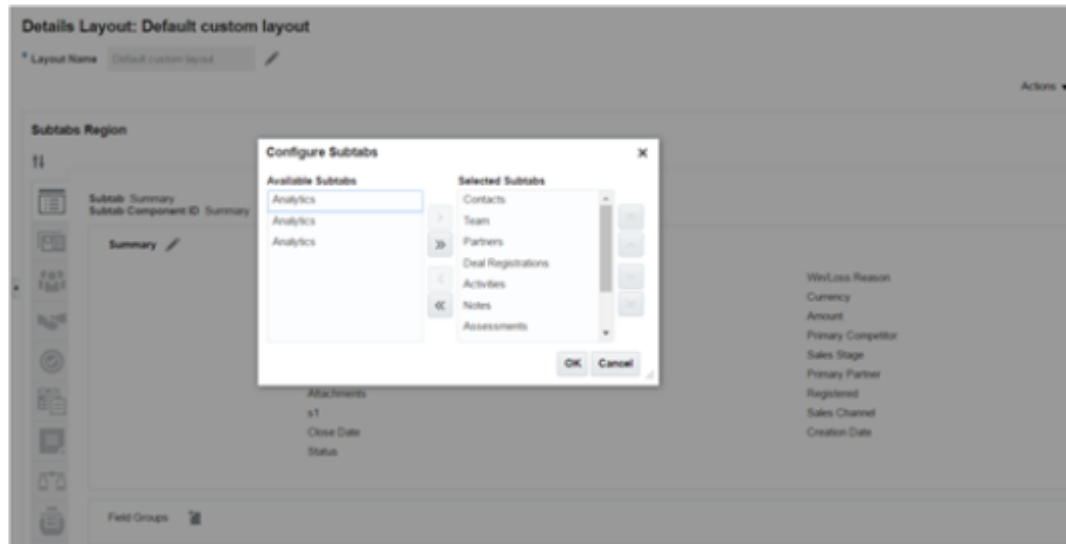 Details Layout: Default custom layout
* Layout Name Default custom layout
Actions
Subtabs Region
Configure Subtabs
Available Subtabs
Analytics
Analytics
Analytics
Selected Subtabs
Contacts
Team
Partners
Deal Registrations
Activities
Notes
Assessments
OK Cancel
Subtab Summary
Subtab Component ID Summary
Summary
Attachments
s1
Close Date
Status
Win/Loss Reason
Currency
Amount
Primary Competitor
Sales Stage
Primary Partner
Registered
Sales Channel
Creation Date
Field Groups